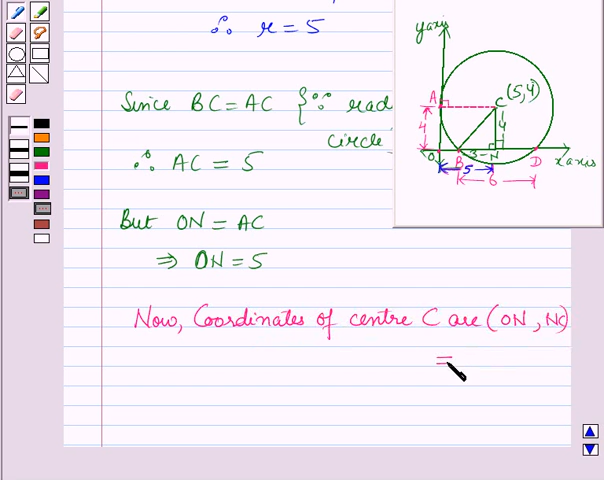 ∴ r = 5
Since BC = AC {∵ rad
circle
∴ AC = 5
But ON = AC
⇒ ON = 5
Now, Coordinates of centre C are (ON, NC)
=
y axis
C (5,4)
A
4
4
O
B
3
N
D
x axis
5
6